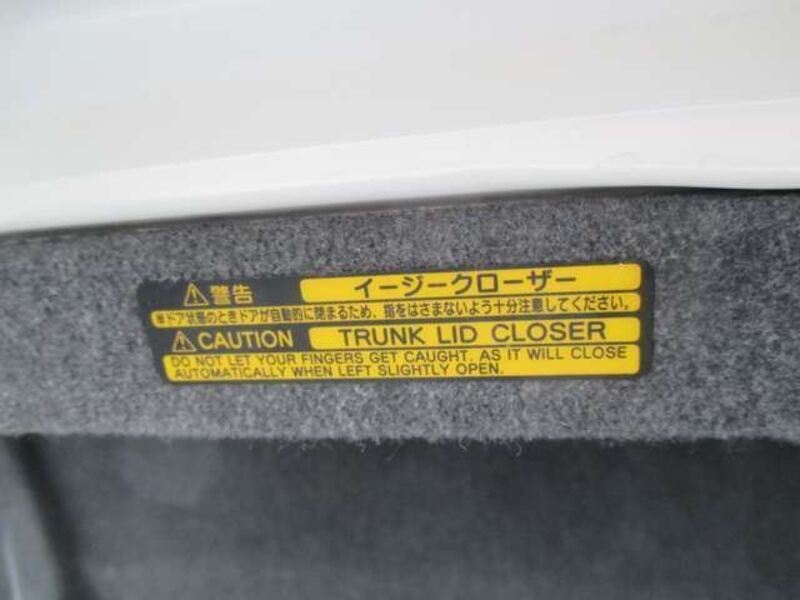 ⚠警告 イージークローザー
半ドア状態のときドアが自動的に閉まるため、指をはさまないよう十分注意してください。
⚠CAUTION TRUNK LID CLOSER
DO NOT LET YOUR FINGERS GET CAUGHT. AS IT WILL CLOSE
AUTOMATICALLY WHEN LEFT SLIGHTLY OPEN.